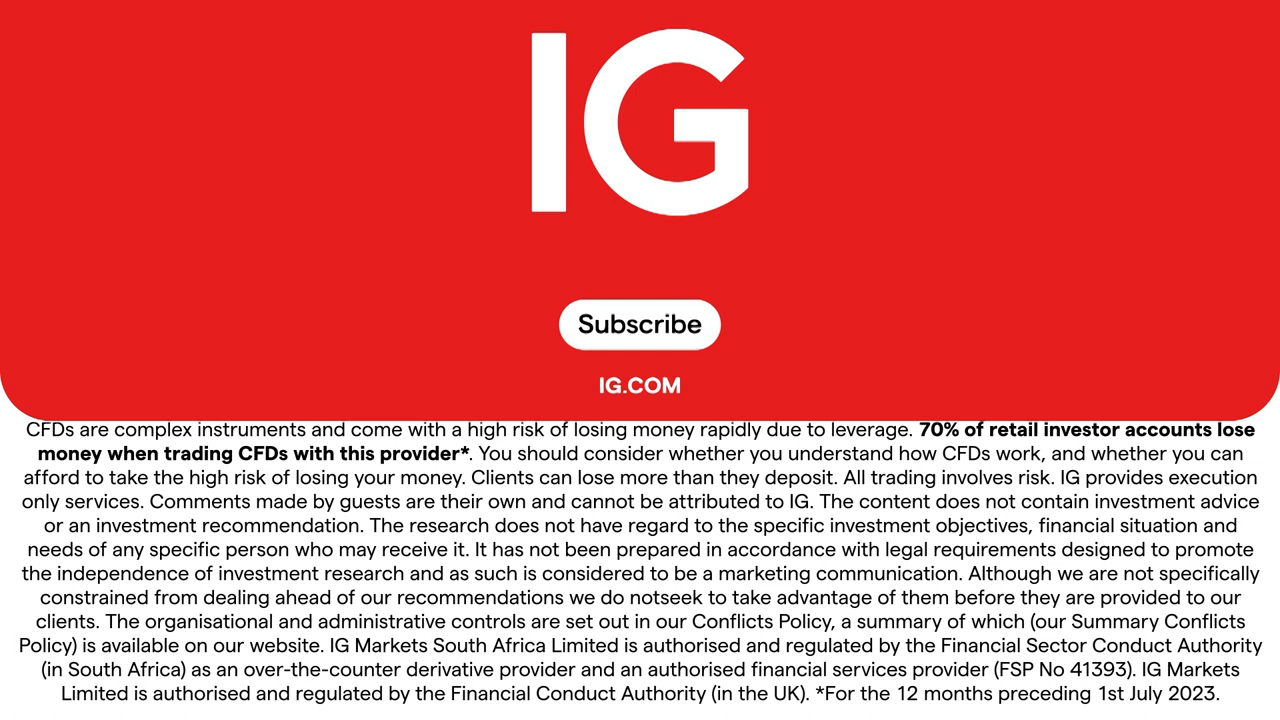 IG
Subscribe
IG.COM
CFDs are complex instruments and come with a high risk of losing money rapidly due to leverage. 70% of retail investor accounts lose
money when trading CFDs with this provider*. You should consider whether you understand how CFDs work, and whether you can
afford to take the high risk of losing your money. Clients can lose more than they deposit. All trading involves risk. IG provides execution
only services. Comments made by guests are their own and cannot be attributed to IG. The content does not contain investment advice
or an investment recommendation. The research does not have regard to the specific investment objectives, financial situation and
needs of any specific person who may receive it. It has not been prepared in accordance with legal requirements designed to promote
the independence of investment research and as such is considered to be a marketing communication. Although we are not specifically
constrained from dealing ahead of our recommendations we do notseek to take advantage of them before they are provided to our
clients. The organisational and administrative controls are set out in our Conflicts Policy, a summary of which (our Summary Conflicts
Policy) is available on our website. IG Markets South Africa Limited is authorised and regulated by the Financial Sector Conduct Authority
(in South Africa) as an over-the-counter derivative provider and an authorised financial services provider (FSP No 41393). IG Markets
Limited is authorised and regulated by the Financial Conduct Authority (in the UK). *For the 12 months preceding 1st July 2023.